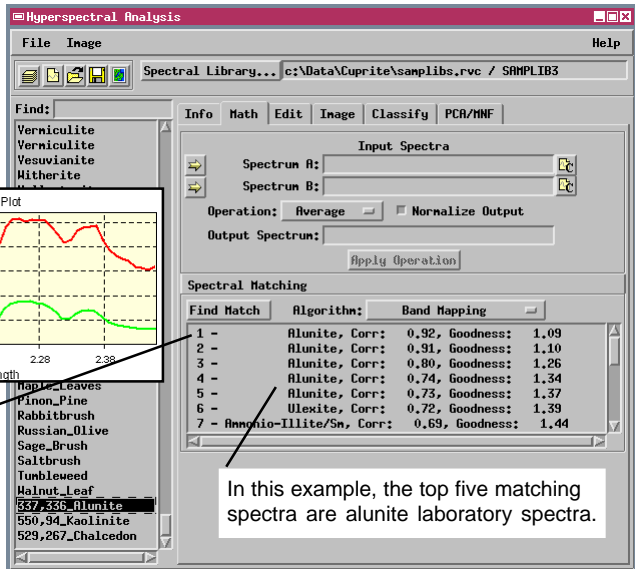 Hyperspectral Analysis
File Image Help
Spectral Library... c:\Data\Cuprite\samplibs.rvc / SAMPLIB3
Find:
Vermiculite
Vermiculite
Vesuvianite
Witherite
Plot
2.28 2.38
ngth
Maple_Leaves
Pinon_Pine
Rabbitbrush
Russian_Olive
Sage_Brush
Saltbrush
Tumbleweed
Walnut_Leaf
337,336_Alunite
550,94_Kaolinite
529,267_Chalcedon
Info Math Edit Image Classify PCA/MNF
Input Spectra
Spectrum A:
Spectrum B:
Operation: Average Normalize Output
Output Spectrum:
Apply Operation
Spectral Matching
Find Match Algorithm: Band Mapping
1 - Alunite, Corr: 0.92, Goodness: 1.09
2 - Alunite, Corr: 0.91, Goodness: 1.10
3 - Alunite, Corr: 0.80, Goodness: 1.26
4 - Alunite, Corr: 0.74, Goodness: 1.34
5 - Alunite, Corr: 0.73, Goodness: 1.37
6 - Ulexite, Corr: 0.72, Goodness: 1.39
7 - Ammonio-Illite/Sm, Corr: 0.69, Goodness: 1.44
In this example, the top five matching
spectra are alunite laboratory spectra.